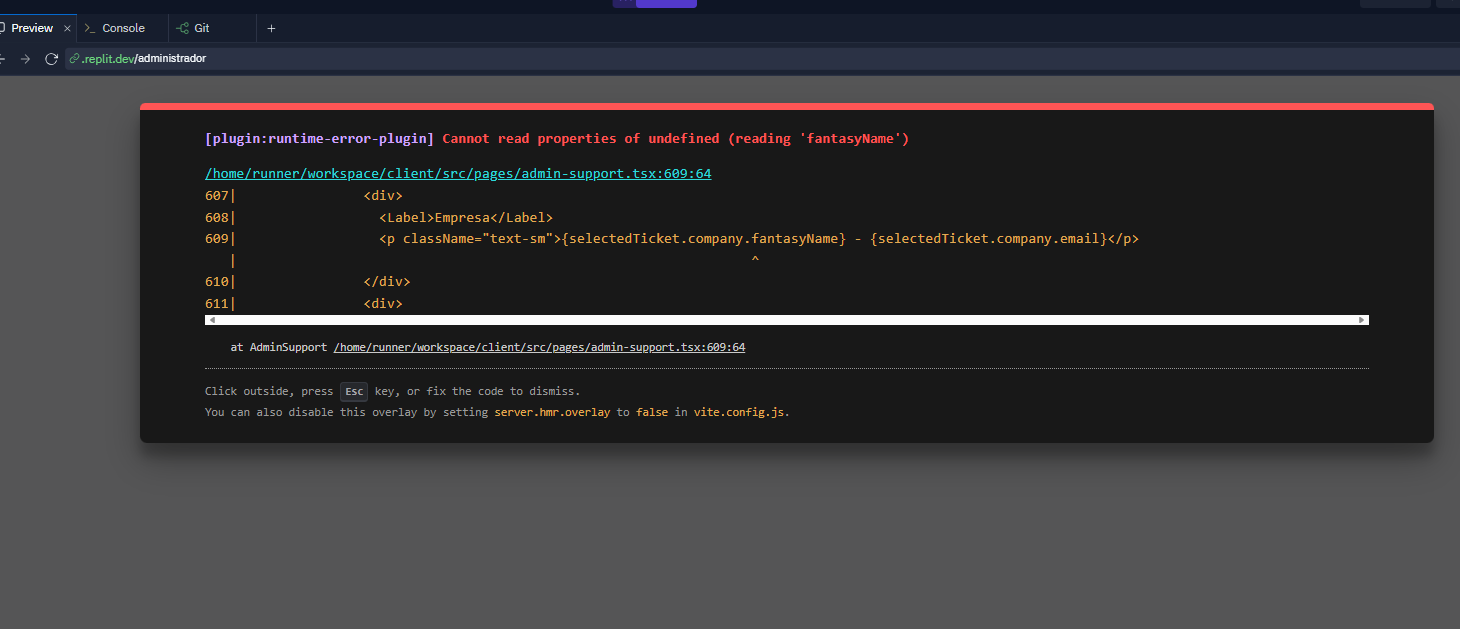 Preview × >_ Console Git +
.replit.dev/administrador
[plugin:runtime-error-plugin] Cannot read properties of undefined (reading 'fantasyName')
/home/runner/workspace/client/src/pages/admin-support.tsx:609:64
607| <div>
608| <Label>Empresa</Label>
609| <p className="text-sm">{selectedTicket.company.fantasyName} - {selectedTicket.company.email}</p>
| ^
610| </div>
611| <div>
at AdminSupport /home/runner/workspace/client/src/pages/admin-support.tsx:609:64
Click outside, press Esc key, or fix the code to dismiss.
You can also disable this overlay by setting server.hmr.overlay to false in vite.config.js.